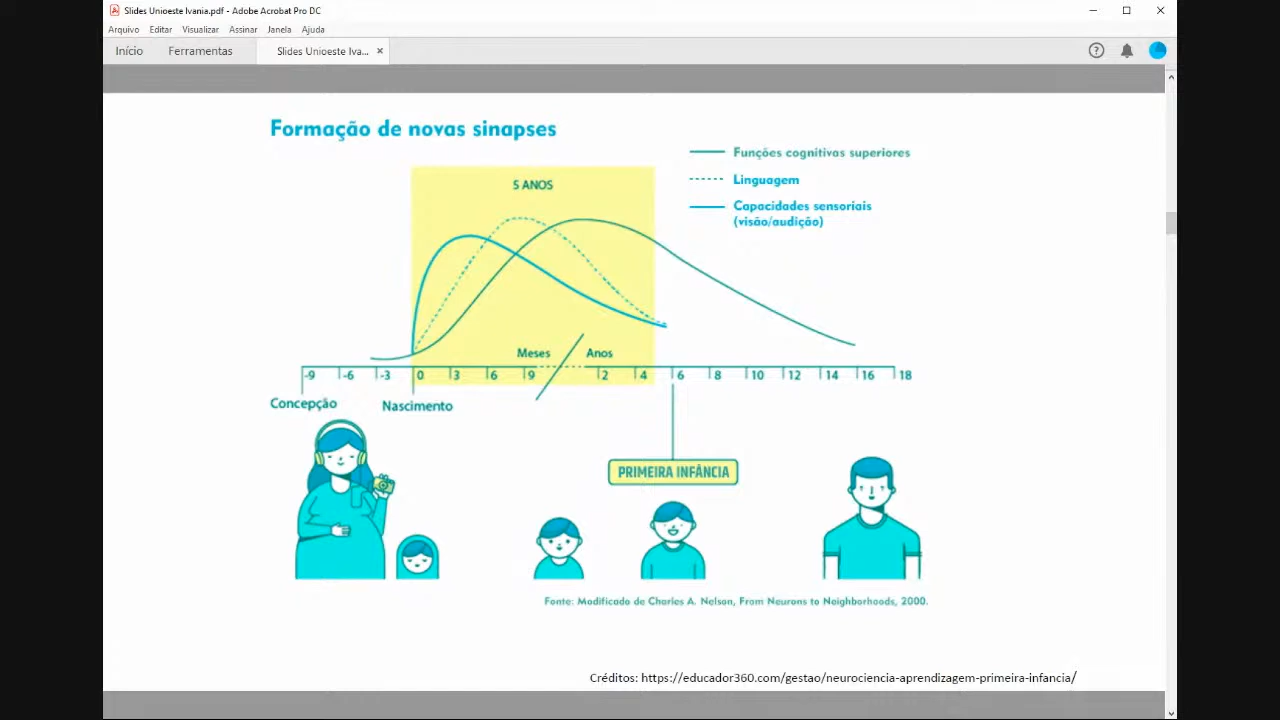 Slides Unioeste Ivania.pdf - Adobe Acrobat Pro DC
Arquivo Editar Visualizar Assinar Janela Ajuda
Início Ferramentas Slides Unioeste Iva... ×
Formação de novas sinapses
5 ANOS
Funções cognitivas superiores
Linguagem
Capacidades sensoriais
(visão/audição)
Meses Anos
-9 -6 -3 0 3 6 9 2 4 6 8 10 12 14 16 18
Concepção Nascimento
PRIMEIRA INFÂNCIA
Fonte: Modificado de Charles A. Nelson, From Neurons to Neighborhoods, 2000.
Créditos: https://educador360.com/gestao/neurociencia-aprendizagem-primeira-infancia/